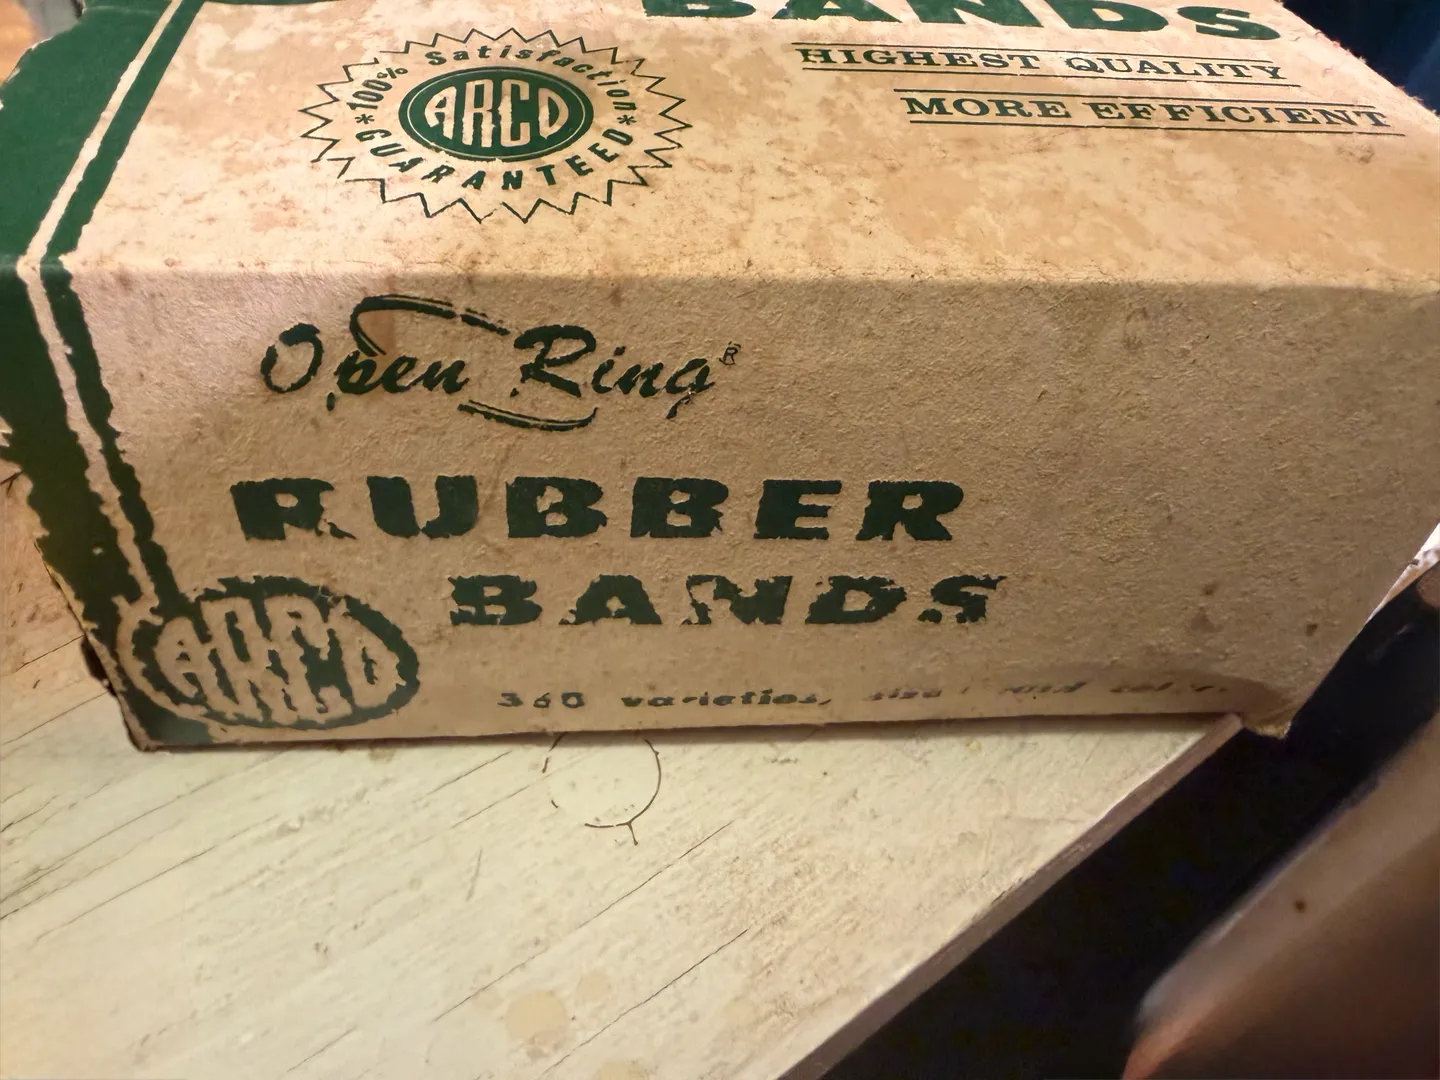 BANDS
HIGHEST QUALITY
MORE EFFICIENT
100% Satisfaction
ARCO
*GUARANTEED*
Open Ring®
RUBBER
BANDS
ARCO
360 varieties,